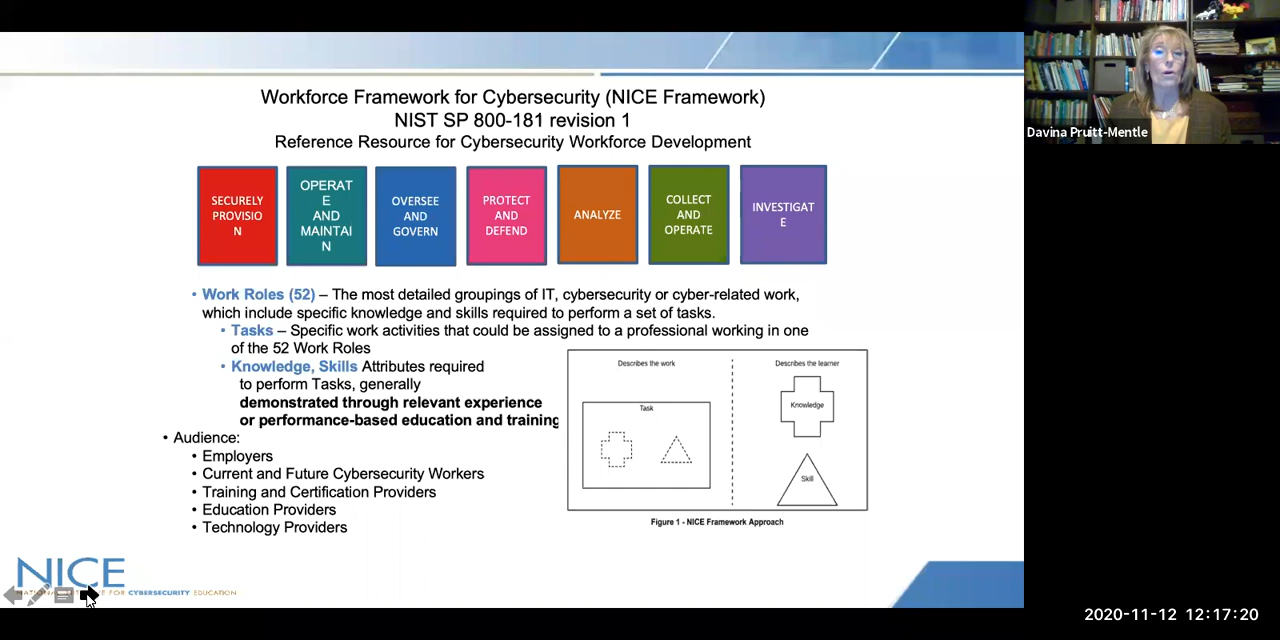 Workforce Framework for Cybersecurity (NICE Framework)
NIST SP 800-181 revision 1
Reference Resource for Cybersecurity Workforce Development
SECURELY
PROVISIO
N
OPERAT
E
AND
MAINTAI
N
OVERSEE
AND
GOVERN
PROTECT
AND
DEFEND
ANALYZE
COLLECT
AND
OPERATE
INVESTIGAT
E
• Work Roles (52) – The most detailed groupings of IT, cybersecurity or cyber-related work,
which include specific knowledge and skills required to perform a set of tasks.
• Tasks – Specific work activities that could be assigned to a professional working in one
of the 52 Work Roles
• Knowledge, Skills Attributes required
to perform Tasks, generally
demonstrated through relevant experience
or performance-based education and training
• Audience:
• Employers
• Current and Future Cybersecurity Workers
• Training and Certification Providers
• Education Providers
• Technology Providers
Describes the work
Task
Describes the learner
Knowledge
Skill
Figure 1 - NICE Framework Approach
NICE
FOR CYBERSECURITY EDUCATION
Davina Pruitt-Mentle
2020-11-12 12:17:20